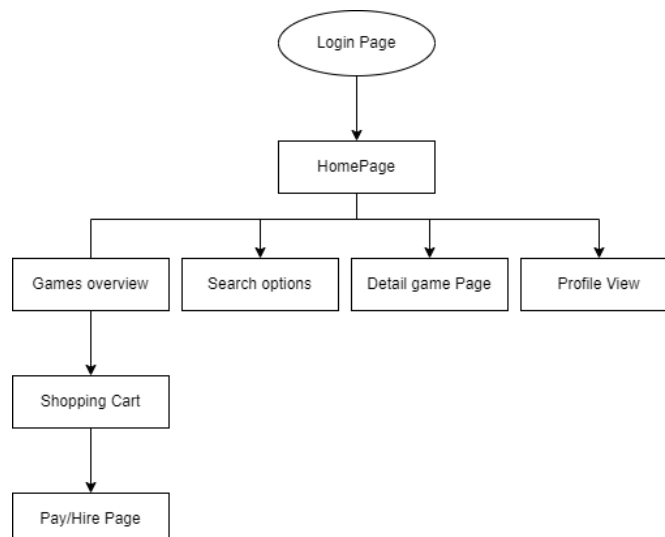 Login Page
HomePage
Games overview
Search options
Detail game Page
Profile View
Shopping Cart
Pay/Hire Page